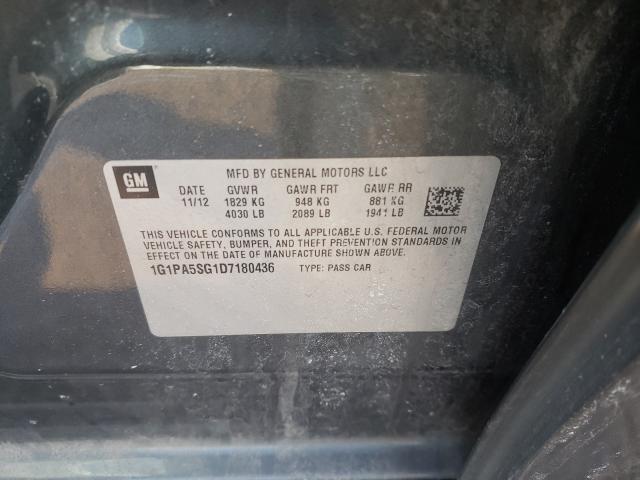 GM
MFD BY GENERAL MOTORS LLC
DATE GVWR GAWR FRT GAWR RR
11/12 1829 KG 948 KG 881 KG
4030 LB 2089 LB 1941 LB
THIS VEHICLE CONFORMS TO ALL APPLICABLE U.S. FEDERAL MOTOR
VEHICLE SAFETY, BUMPER, AND THEFT PREVENTION STANDARDS IN
EFFECT ON THE DATE OF MANUFACTURE SHOWN ABOVE.
1G1PA5SG1D7180436 TYPE: PASS CAR